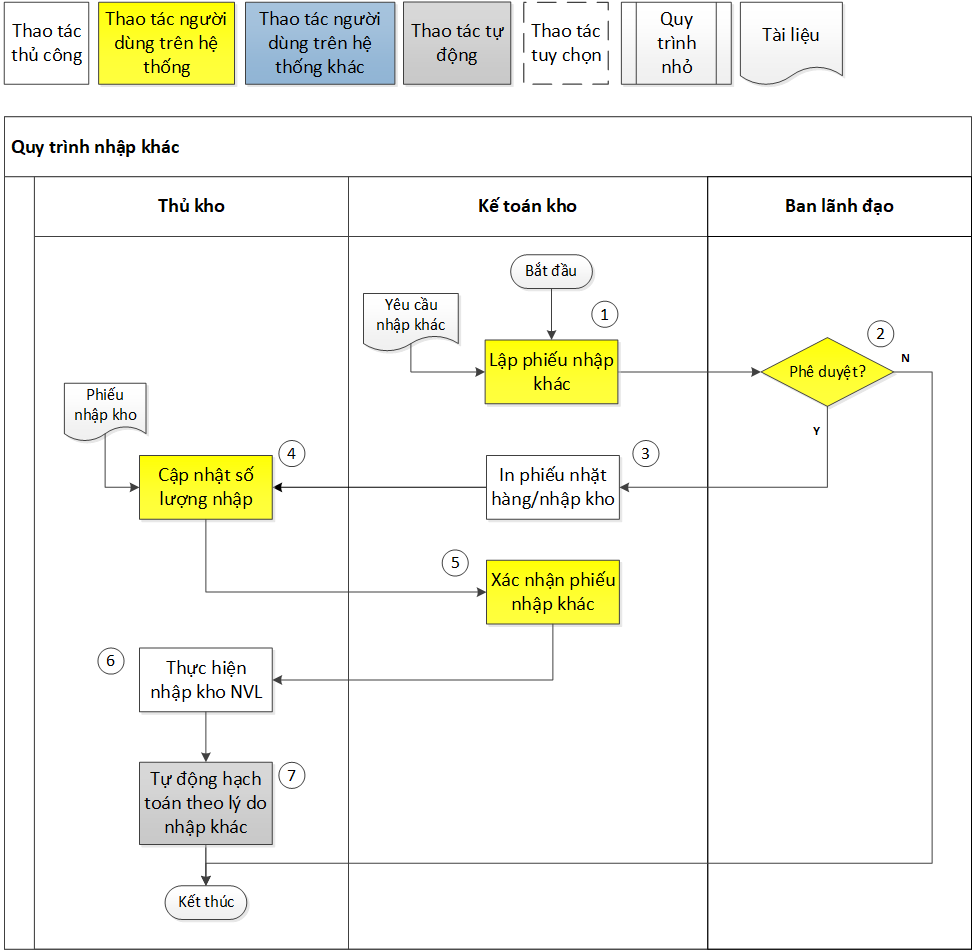 Thao tác
thủ công
Thao tác người
dùng trên hệ
thống
Thao tác người
dùng trên hệ
thống khác
Thao tác tự
động
Thao tác
tuy chọn
Quy
trình
nhỏ
Tài liệu
Quy trình nhập khác
Thủ kho
Kế toán kho
Ban lãnh đạo
Bắt đầu
Yêu cầu
nhập khác
1
Lập phiếu nhập
khác
2
Phê duyệt?
N
Y
Phiếu
nhập kho
4
Cập nhật số
lượng nhập
3
In phiếu nhặt
hàng/nhập kho
5
Xác nhận phiếu
nhập khác
6
Thực hiện
nhập kho NVL
7
Tự động hạch
toán theo lý do
nhập khác
Kết thúc